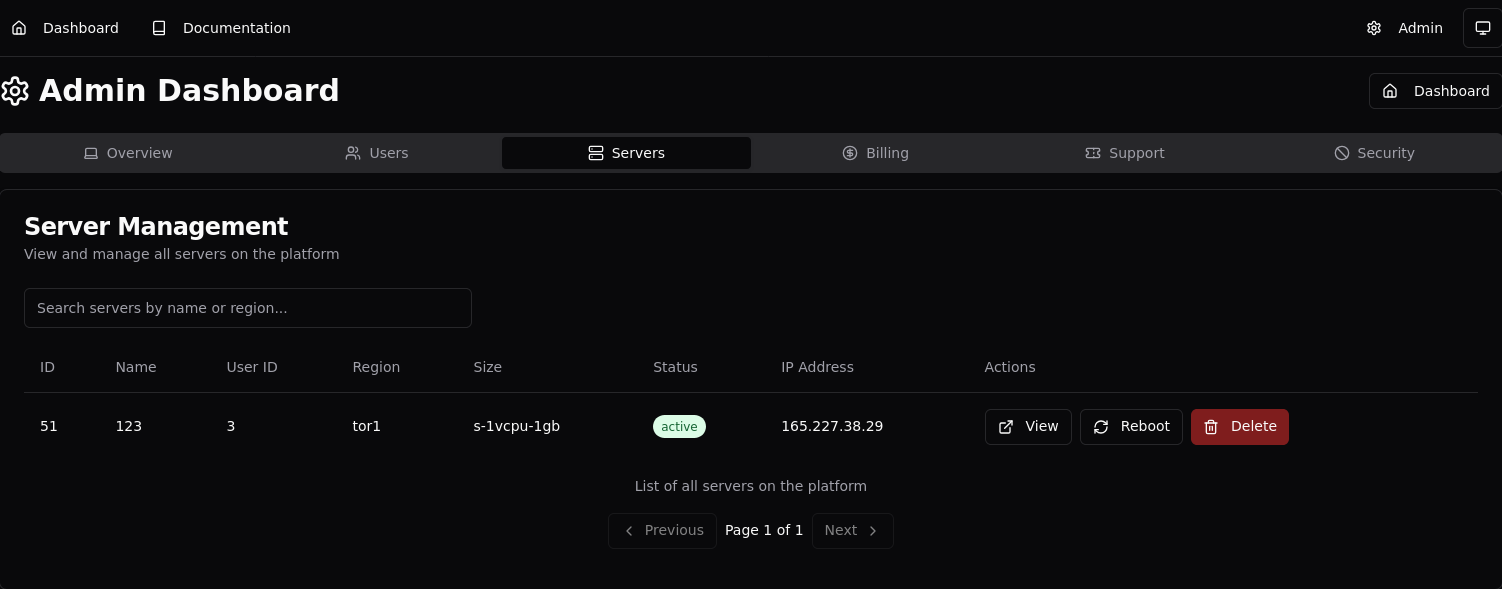 Dashboard Documentation Admin
Admin Dashboard Dashboard
Overview Users Servers Billing Support Security
Server Management
View and manage all servers on the platform
Search servers by name or region...
ID Name User ID Region Size Status IP Address Actions
51 123 3 tor1 s-1vcpu-1gb active 165.227.38.29 View Reboot Delete
List of all servers on the platform
Previous Page 1 of 1 Next